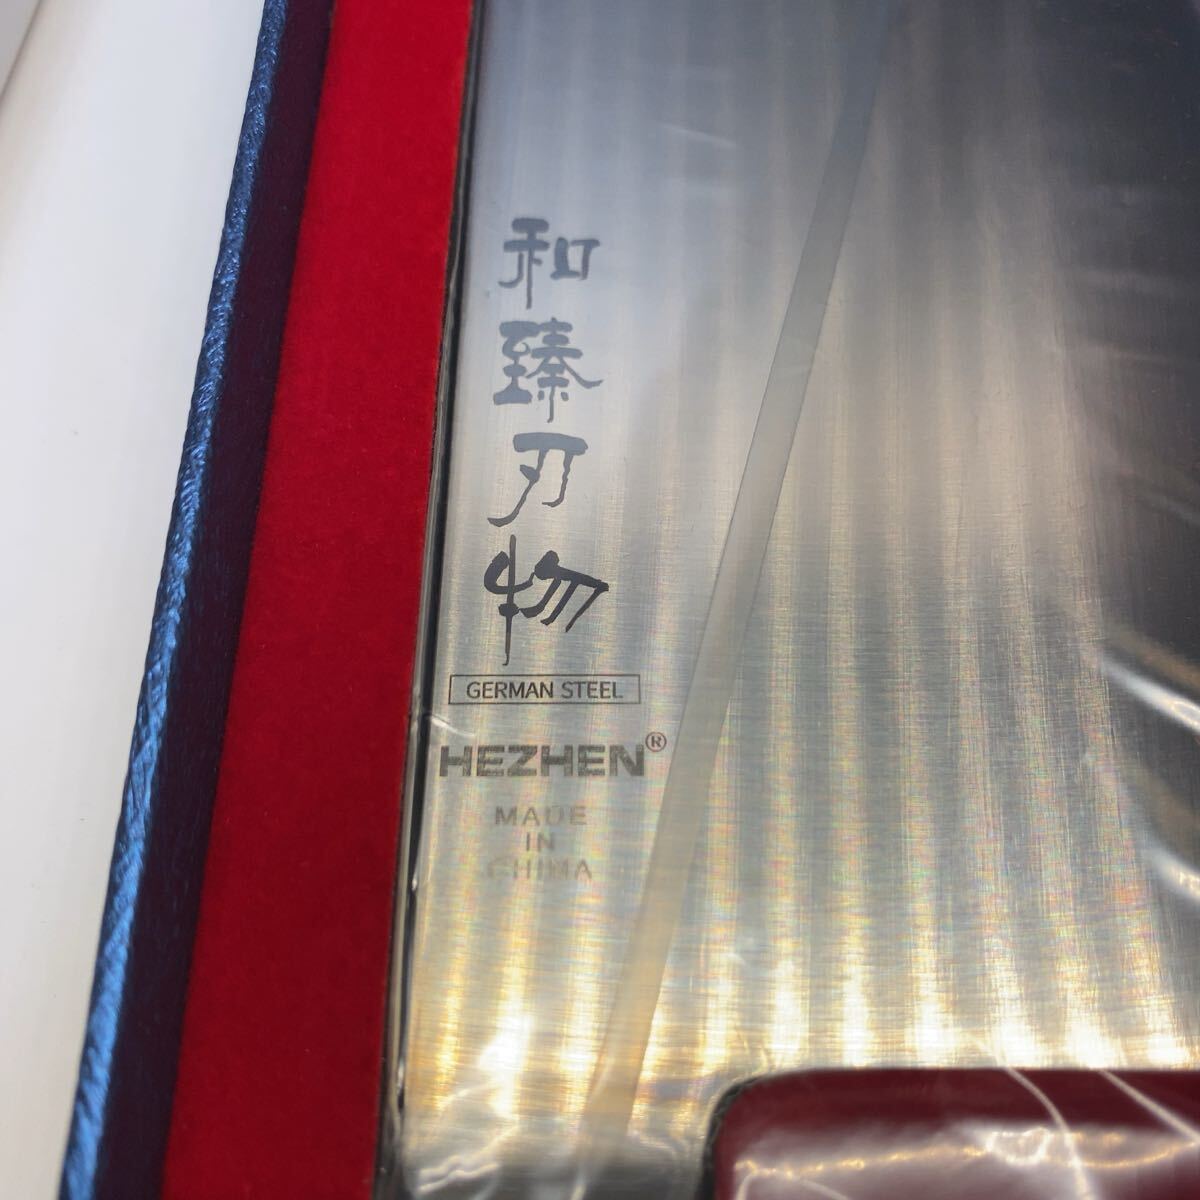 和臻刃物
GERMAN STEEL
HEZHEN®
MADE
IN
CHINA